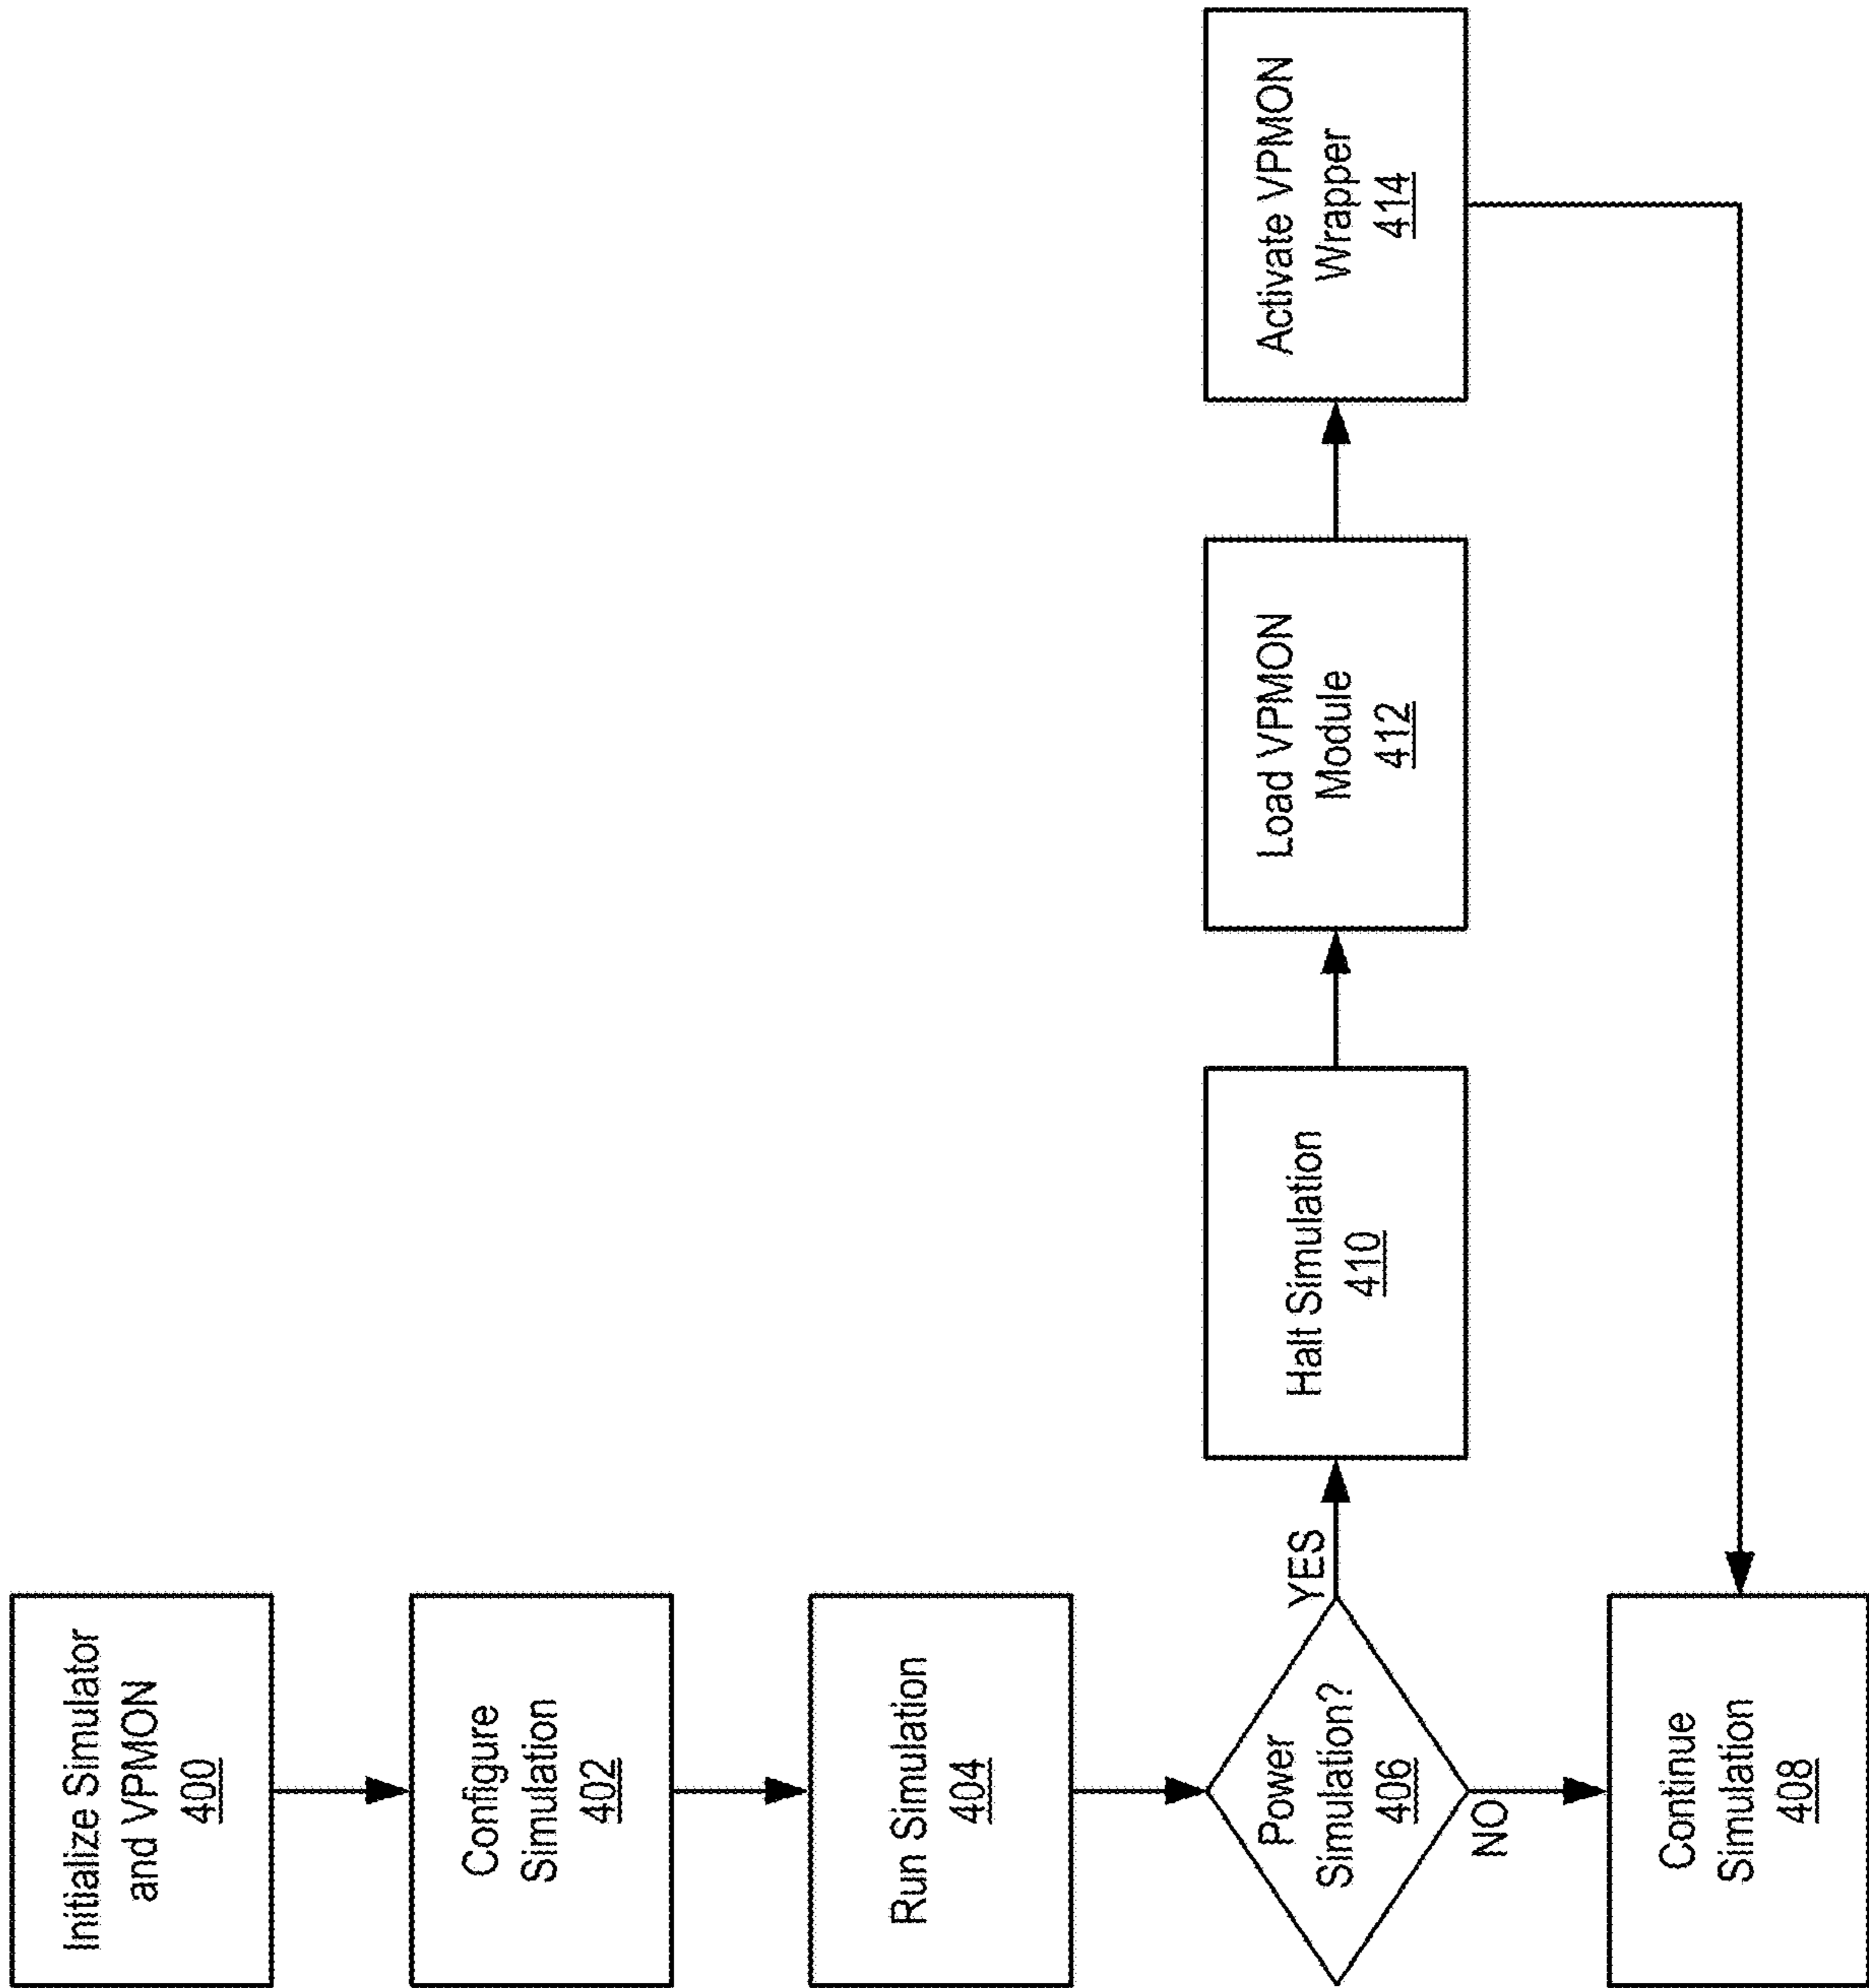 Initialize Simulator
and VPMON
400
Configure
Simulation
402
Run Simulation
404
Power
Simulation?
406
YES
NO
Continue
Simulation
408
Halt Simulation
410
Load VPMON
Module
412
Activate VPMON
Wrapper
414